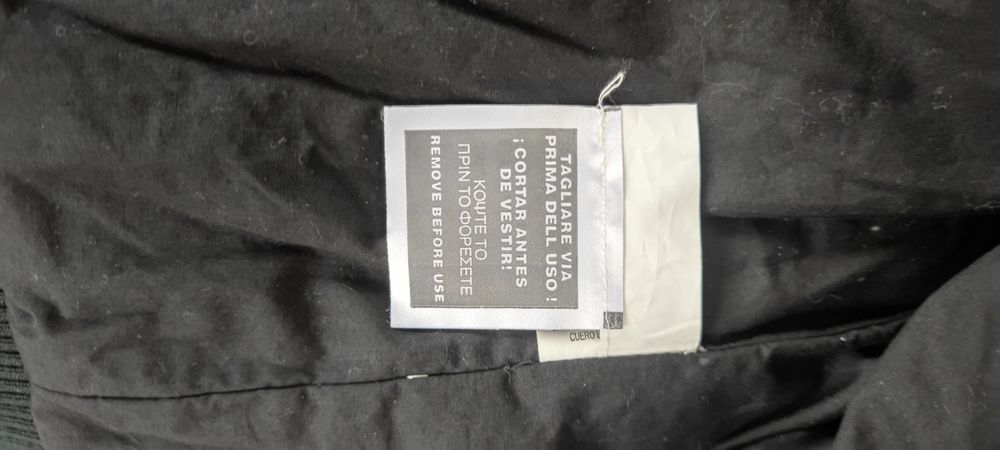 TAGLIARE VIA
PRIMA DELL USO !
¡ CORTAR ANTES
DE VESTIR!
ΚΟΨΤΕ ΤΟ
ΠΡΙΝ ΤΟ ΦΟΡΕΣΕΤΕ
REMOVE BEFORE USE
CUERO